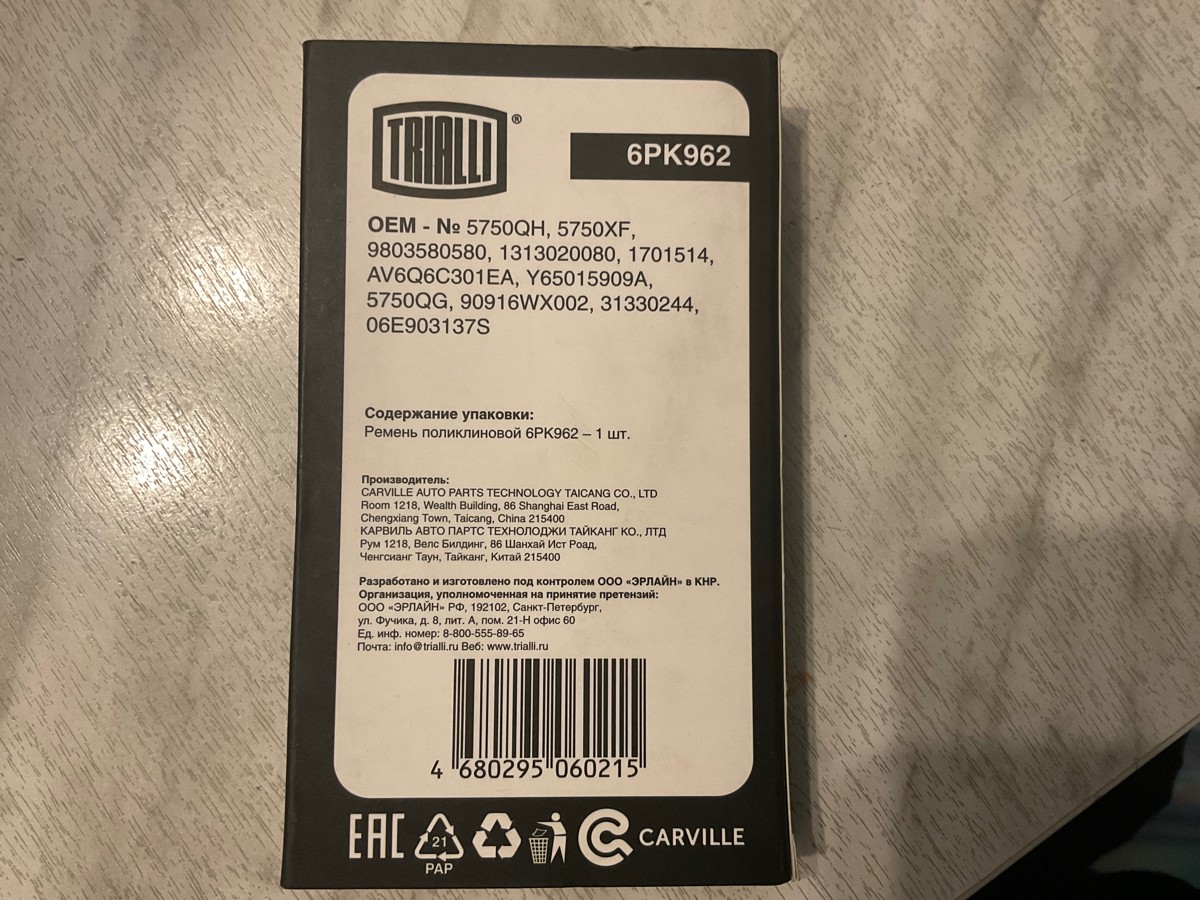 TRIALLI ®
6PK962
OEM - № 5750QH, 5750XF,
9803580580, 1313020080, 1701514,
AV6Q6C301EA, Y65015909A,
5750QG, 90916WX002, 31330244,
06E903137S
Содержание упаковки:
Ремень поликлиновой 6PK962 – 1 шт.
Производитель:
CARVILLE AUTO PARTS TECHNOLOGY TAICANG CO., LTD
Room 1218, Wealth Building, 86 Shanghai East Road,
Chengxiang Town, Taicang, China 215400
КАРВИЛЬ АВТО ПАРТС ТЕХНОЛОДЖИ ТАЙКАНГ КО., ЛТД
Рум 1218, Велс Билдинг, 86 Шанхай Ист Роад,
Ченгсианг Таун, Тайканг, Китай 215400
Разработано и изготовлено под контролем ООО «ЭРЛАЙН» в КНР.
Организация, уполномоченная на принятие претензий:
ООО «ЭРЛАЙН» РФ, 192102, Санкт-Петербург,
ул. Фучика, д. 8, лит. А, пом. 21-Н офис 60
Ед. инф. номер: 8-800-555-89-65
Почта: info@trialli.ru Веб: www.trialli.ru
4 680295 060215
EAC 21 CARVILLE
PAP